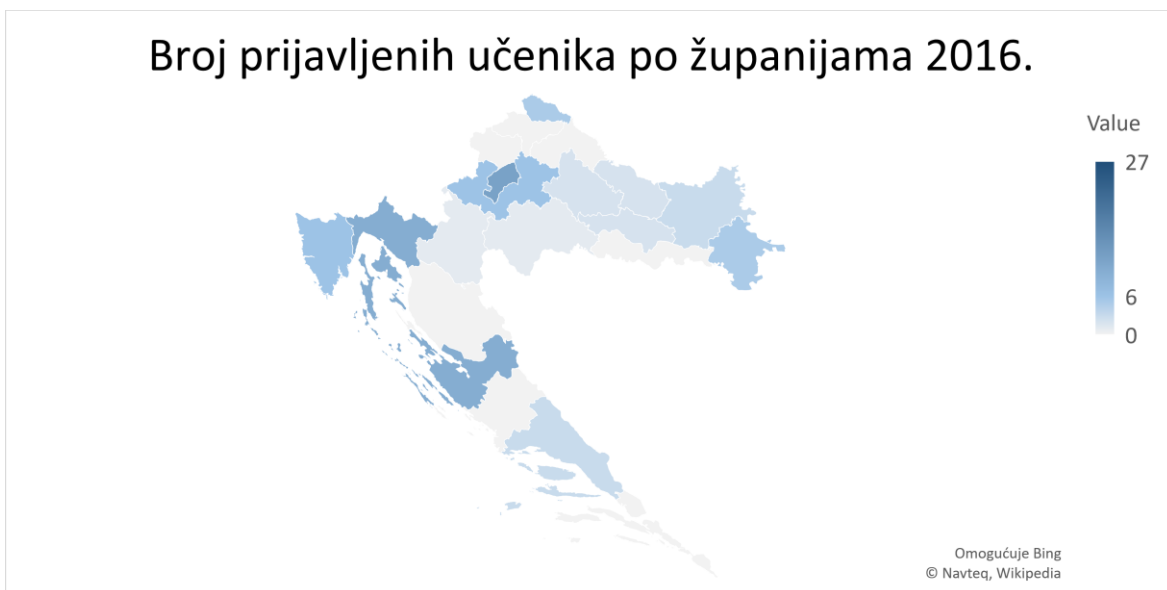 Broj prijavljenih učenika po županijama 2016.
Value
27
6
0
Omogućuje Bing
© Navteq, Wikipedia